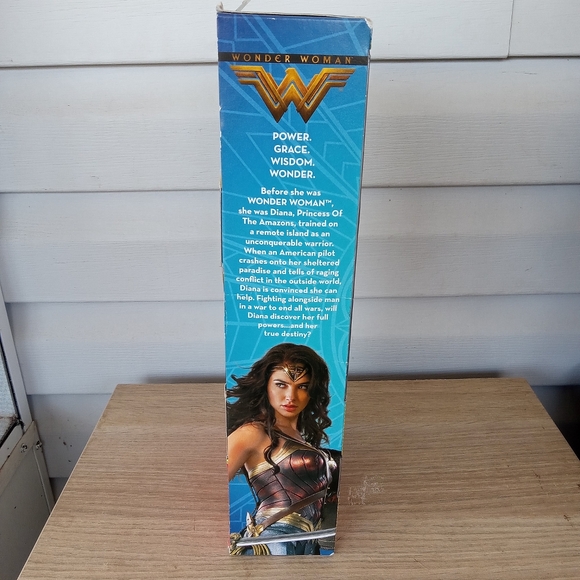 WONDER WOMAN
POWER.
GRACE.
WISDOM.
WONDER.
Before she was
WONDER WOMAN™,
she was Diana, Princess Of
The Amazons, trained on
a remote island as an
unconquerable warrior.
When an American pilot
crashes onto her sheltered
paradise and tells of raging
conflict in the outside world,
Diana is convinced she can
help. Fighting alongside man
in a war to end all wars, will
Diana discover her full
powers...and her
true destiny?